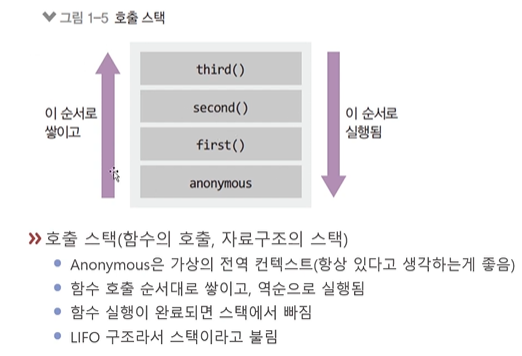 그림 1-5 호출 스택
third()
second()
first()
anonymous
이 순서로
쌓이고
이 순서로
실행됨
» 호출 스택(함수의 호출, 자료구조의 스택)
• Anonymous은 가상의 전역 컨텍스트(항상 있다고 생각하는게 좋음)
• 함수 호출 순서대로 쌓이고, 역순으로 실행됨
• 함수 실행이 완료되면 스택에서 빠짐
• LIFO 구조라서 스택이라고 불림